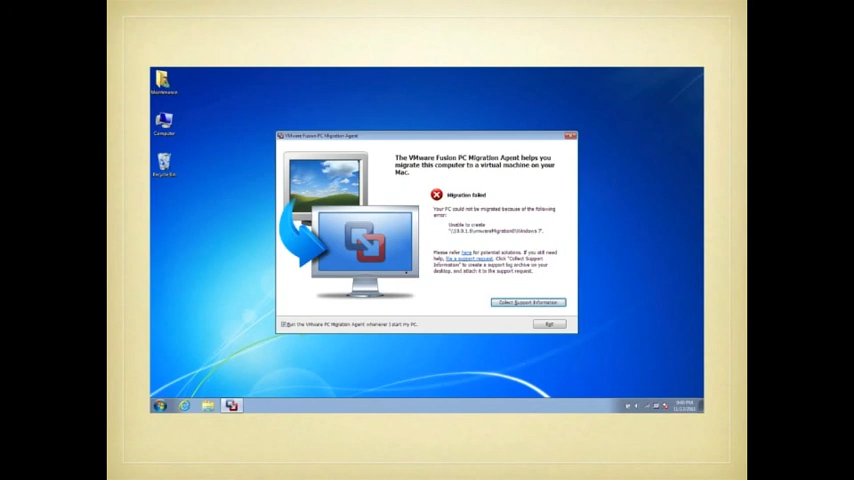 Maintenance
Computer
Recycle Bin
VMware Fusion PC Migration Agent
The VMware Fusion PC Migration Agent helps you
migrate this computer to a virtual machine on your
Mac.
Migration failed
Your PC could not be migrated because of the following
error:
Unable to create
Please refer here for potential solutions. If you still need
help, file a support request. Click "Collect Support
Information" to create a support log archive on your
desktop, and attach it to the support request.
Collect Support Information
Run the VMware PC Migration Agent whenever I start my PC.
Exit